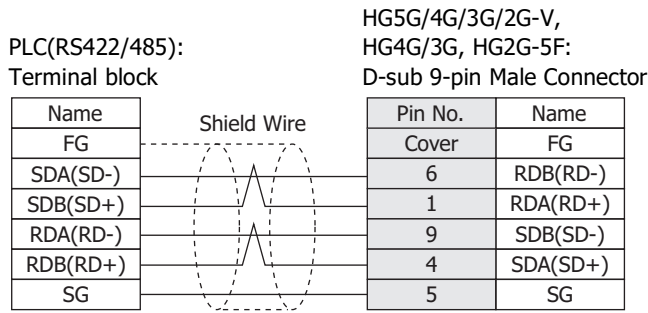 HG5G/4G/3G/2G-V,
PLC(RS422/485): HG4G/3G, HG2G-5F:
Terminal block D-sub 9-pin Male Connector
Name Shield Wire Pin No. Name
FG Cover FG
SDA(SD-) 6 RDB(RD-)
SDB(SD+) 1 RDA(RD+)
RDA(RD-) 9 SDB(SD-)
RDB(RD+) 4 SDA(SD+)
SG 5 SG